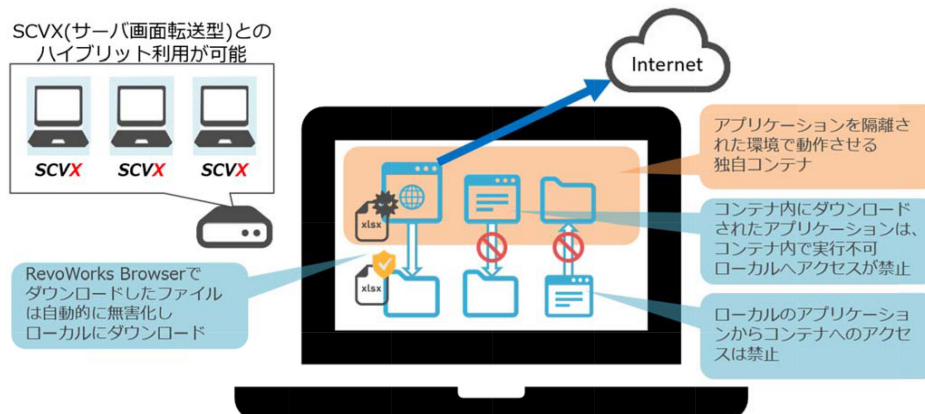 SCVX(サーバ画面転送型)との
ハイブリット利用が可能
SCVX
SCVX
SCVX
Internet
アプリケーションを隔離さ
れた環境で動作させる
独自コンテナ
xlsx
コンテナ内にダウンロード
されたアプリケーションは、
コンテナ内で実行不可
ローカルへアクセスが禁止
RevoWorks Browserで
ダウンロードしたファイル
は自動的に無害化し
ローカルにダウンロード
xlsx
ローカルのアプリケーショ
ンからコンテナへのアクセ
スは禁止